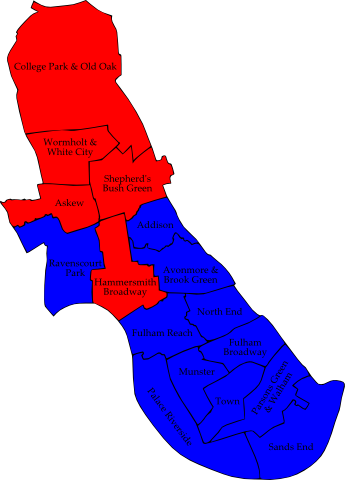 College Park & Old Oak
Wormholt &
White City
Shepherd's
Bush Green
Askew
Addison
Ravenscourt
Park
Avonmore &
Brook Green
Hammersmith
Broadway
North End
Fulham Reach
Fulham
Broadway
Munster
Parsons Green
& Walham
Town
Palace Riverside
Sands End